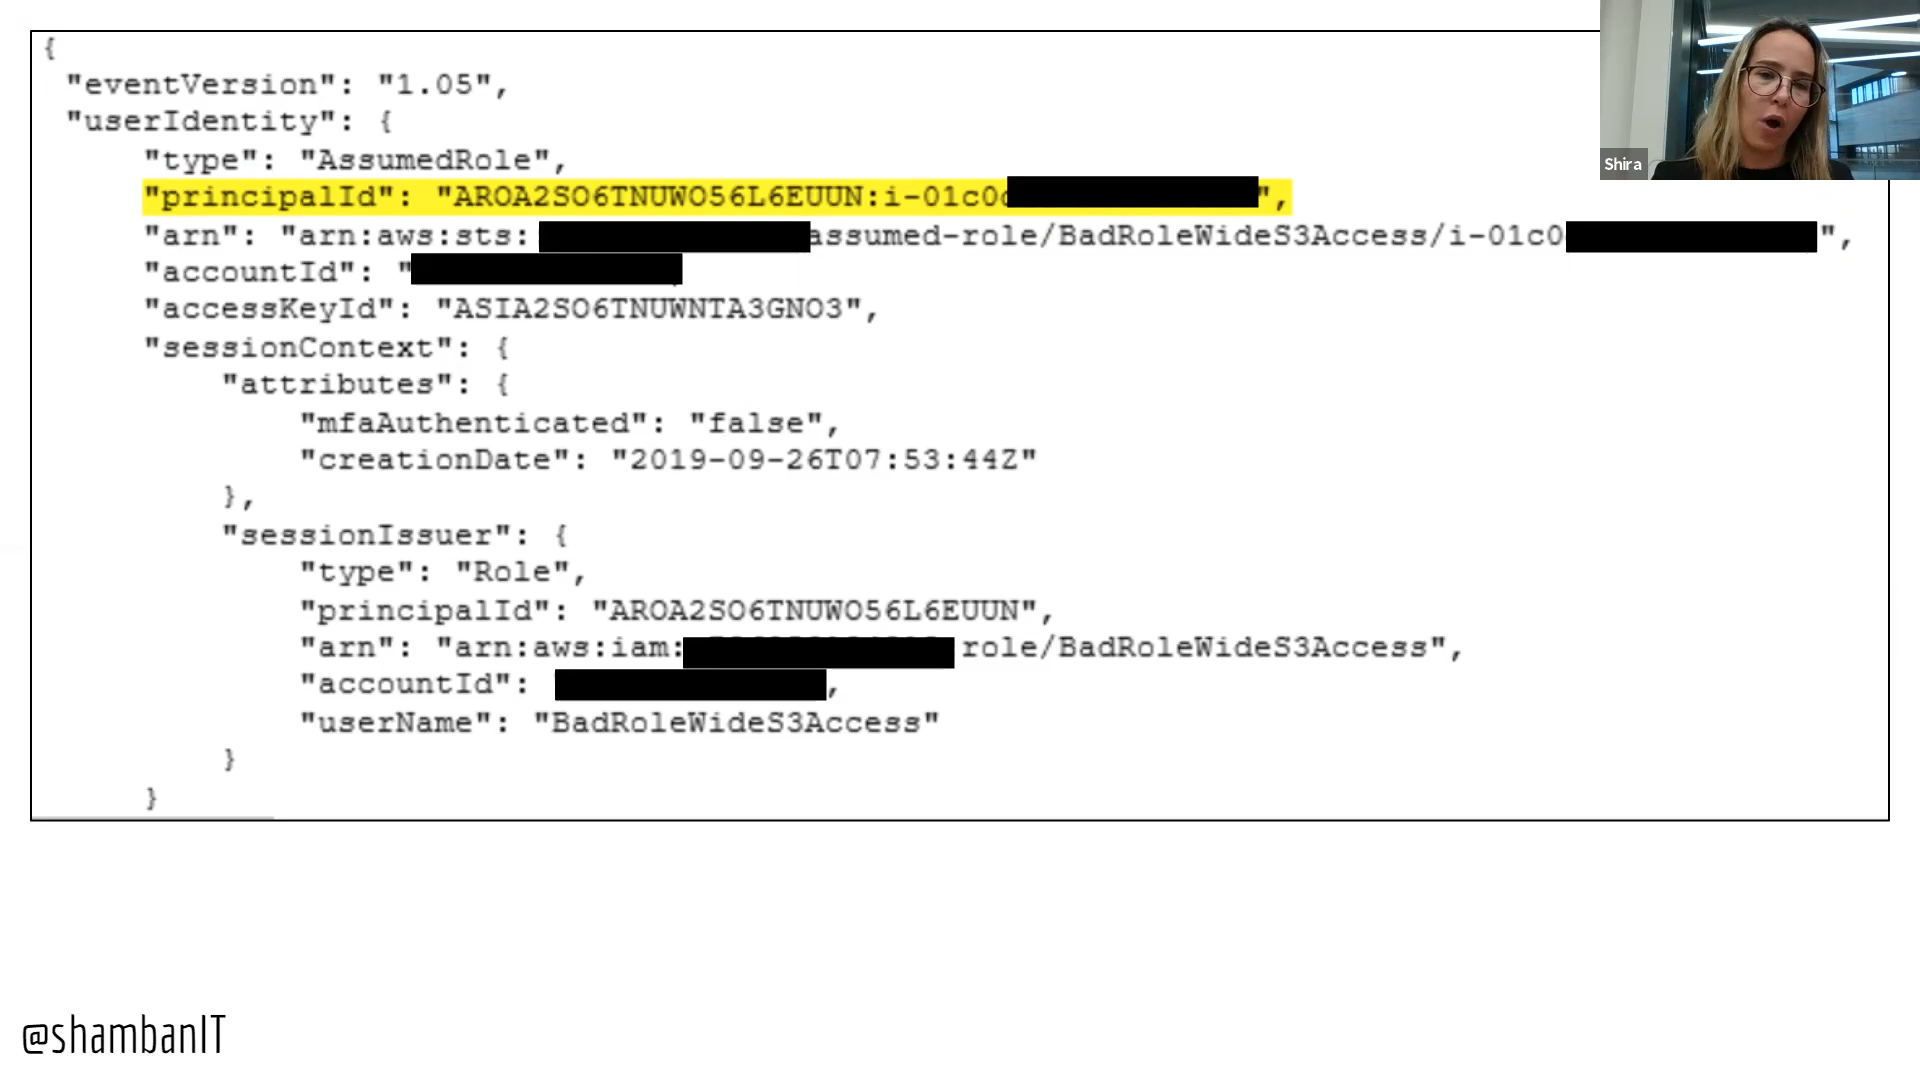 {
"eventVersion": "1.05",
"userIdentity": {
"type": "AssumedRole",
"principalId": "AROA2SO6TNUWO56L6EUUN:i-01c0 ",
"arn": "arn:aws:sts: assumed-role/BadRoleWideS3Access/i-01c0 ",
"accountId": "
"accessKeyId": "ASIA2SO6TNUWNTA3GNO3",
"sessionContext": {
"attributes": {
"mfaAuthenticated": "false",
"creationDate": "2019-09-26T07:53:44Z"
},
"sessionIssuer": {
"type": "Role",
"principalId": "AROA2SO6TNUWO56L6EUUN",
"arn": "arn:aws:iam: role/BadRoleWideS3Access",
"accountId": ,
"userName": "BadRoleWideS3Access"
}
}
Shira
@shambanIT